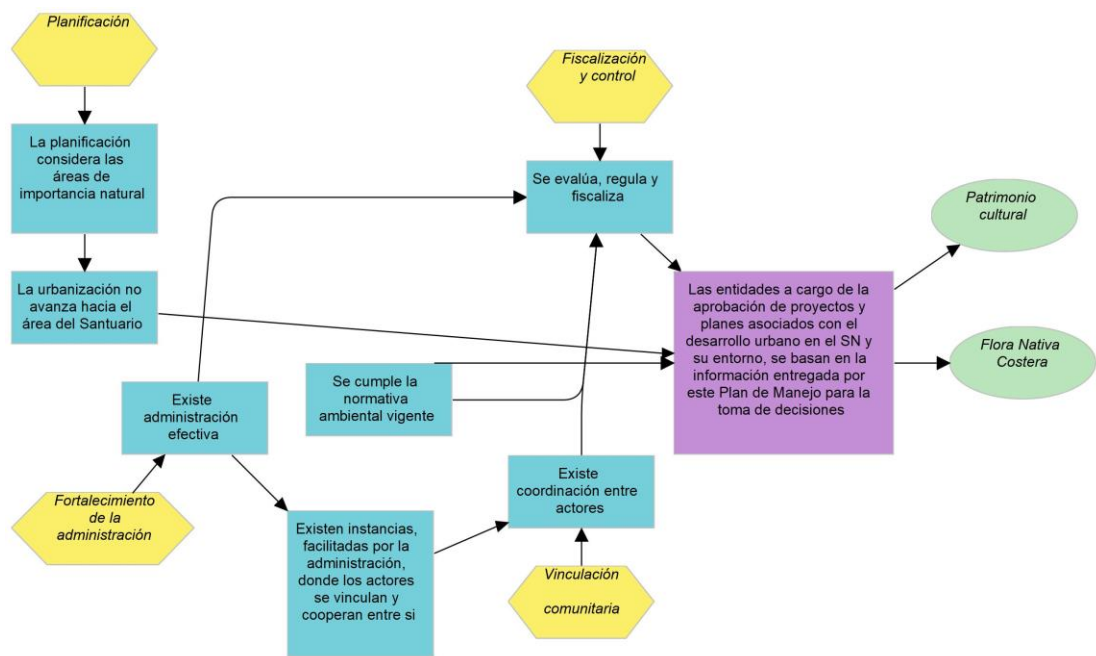 Planificación
Fiscalización
y control
La planificación
considera las
áreas de
importancia natural
Se evalúa, regula y
fiscaliza
Patrimonio
cultural
La urbanización no
avanza hacia el
área del Santuario
Las entidades a cargo de la
aprobación de proyectos y
planes asociados con el
desarrollo urbano en el SN y
su entorno, se basan en la
información entregada por
este Plan de Manejo para la
toma de decisiones
Flora Nativa
Costera
Se cumple la
normativa
ambiental vigente
Existe
administración
efectiva
Existe
coordinación entre
actores
Fortalecimiento
de la
administración
Existen instancias,
facilitadas por la
administración,
donde los actores
se vinculan y
cooperan entre si
Vinculación
comunitaria